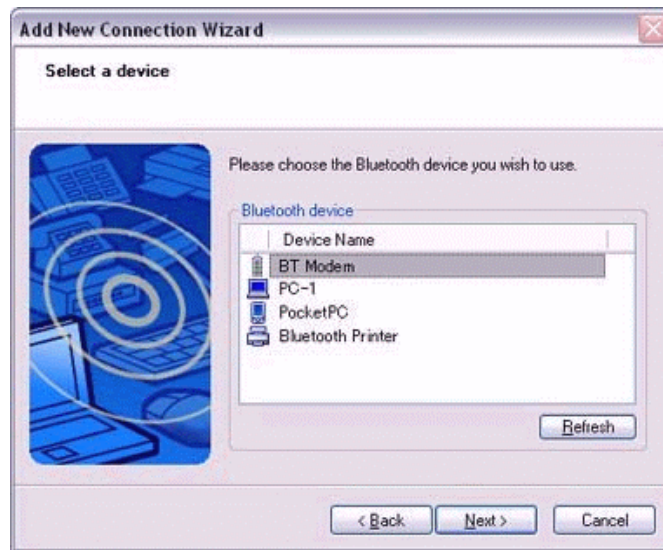 Add New Connection Wizard
Select a device
Please choose the Bluetooth device you wish to use.
Bluetooth device
Device Name
BT Modem
PC-1
PocketPC
Bluetooth Printer
Refresh
< Back Next > Cancel